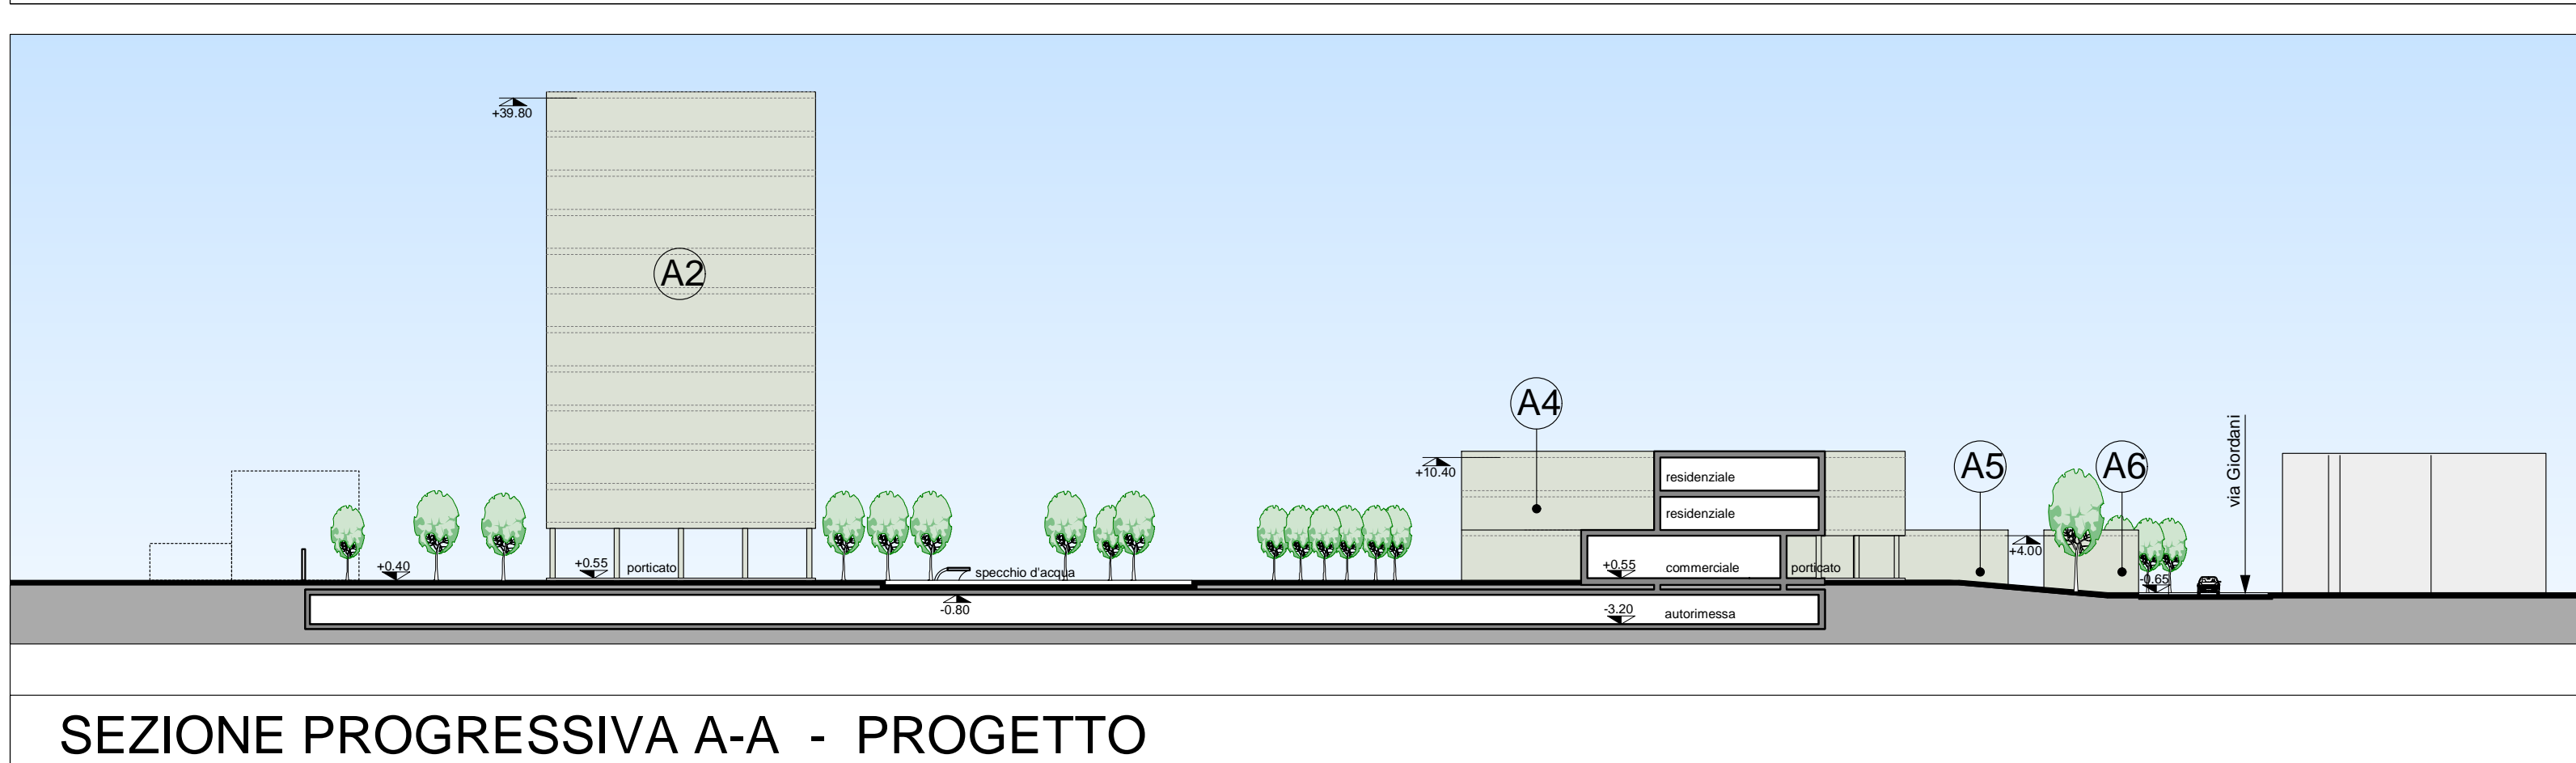 +39.80
A2
A4
via Giordani
+10.40
A5
A6
residenziale
residenziale
+4.00
+0.40
+0.55
porticato
specchio d'acqua
+0.55
commerciale
porticato
-0.65
-0.80
-3.20
autorimessa
SEZIONE PROGRESSIVA A-A - PROGETTO